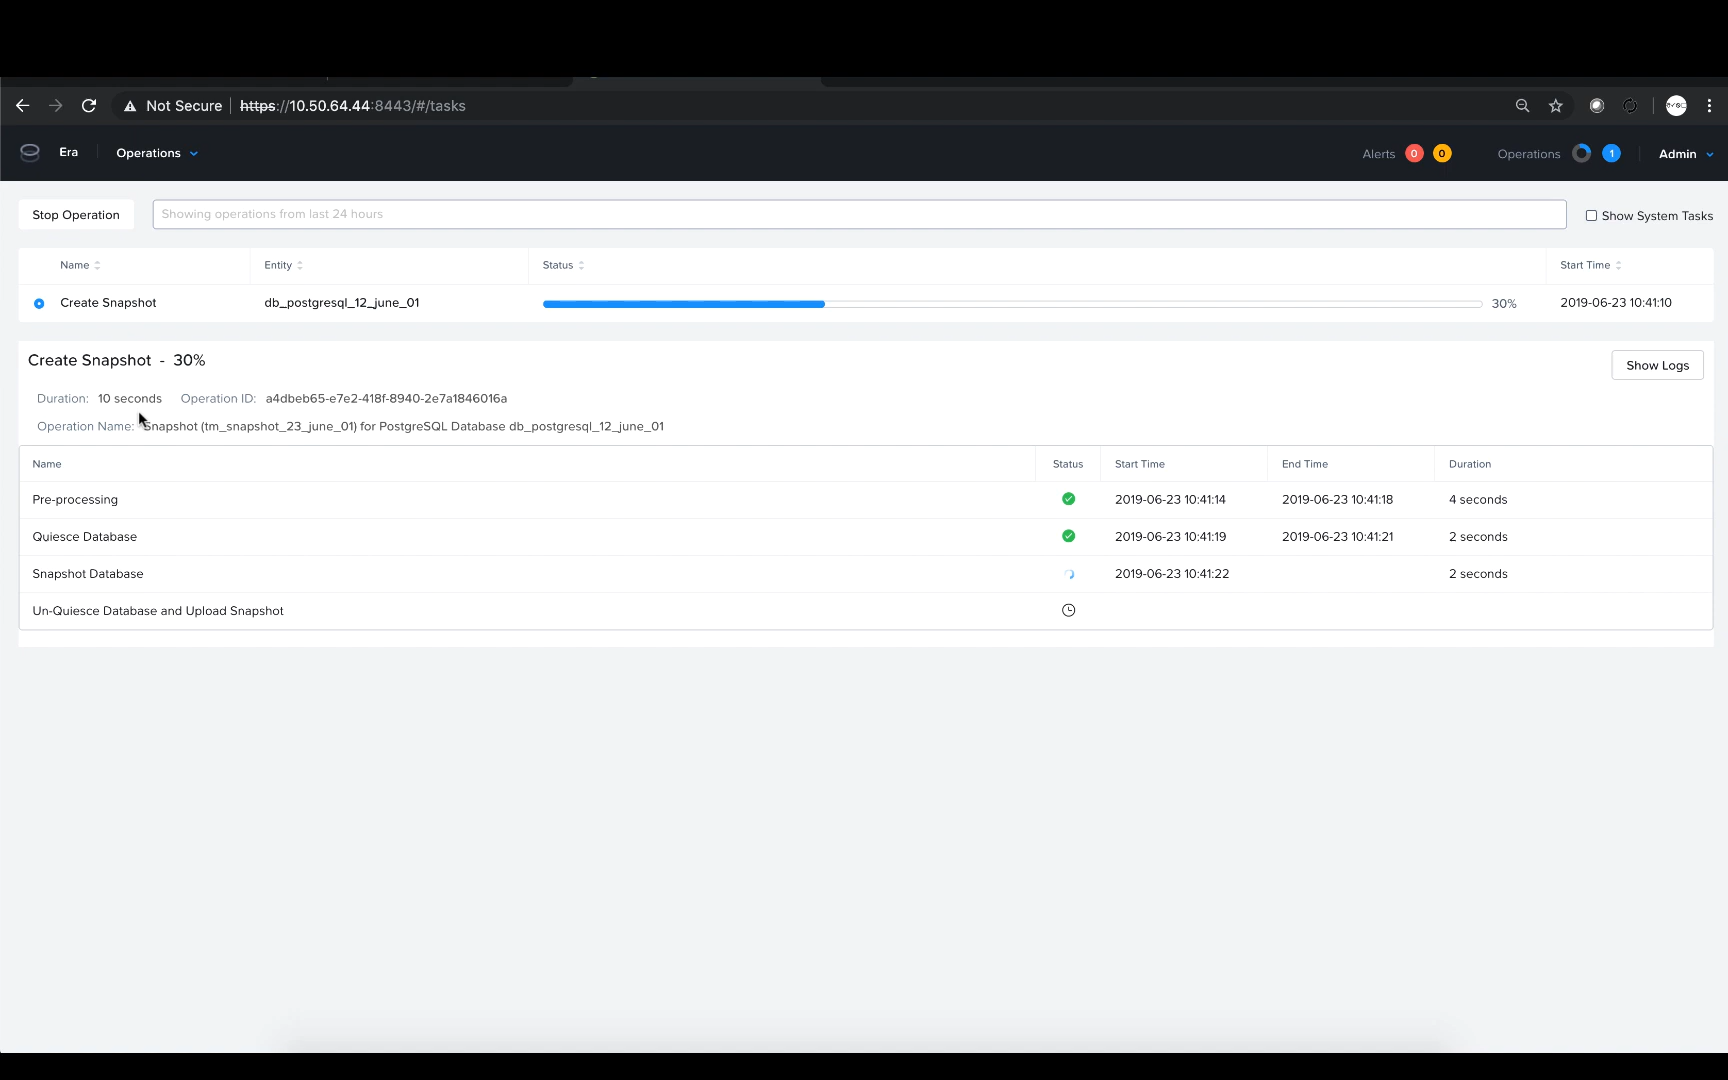 Not Secure https://10.50.64.44:8443/#/tasks
Era Operations Alerts 0 0 Operations 1 Admin
Stop Operation Showing operations from last 24 hours Show System Tasks
Name Entity Status Start Time
Create Snapshot db_postgresql_12_june_01 30% 2019-06-23 10:41:10
Create Snapshot - 30% Show Logs
Duration: 10 seconds Operation ID: a4dbeb65-e7e2-418f-8940-2e7a1846016a
Operation Name: Snapshot (tm_snapshot_23_june_01) for PostgreSQL Database db_postgresql_12_june_01
Name Status Start Time End Time Duration
Pre-processing 2019-06-23 10:41:14 2019-06-23 10:41:18 4 seconds
Quiesce Database 2019-06-23 10:41:19 2019-06-23 10:41:21 2 seconds
Snapshot Database 2019-06-23 10:41:22 2 seconds
Un-Quiesce Database and Upload Snapshot